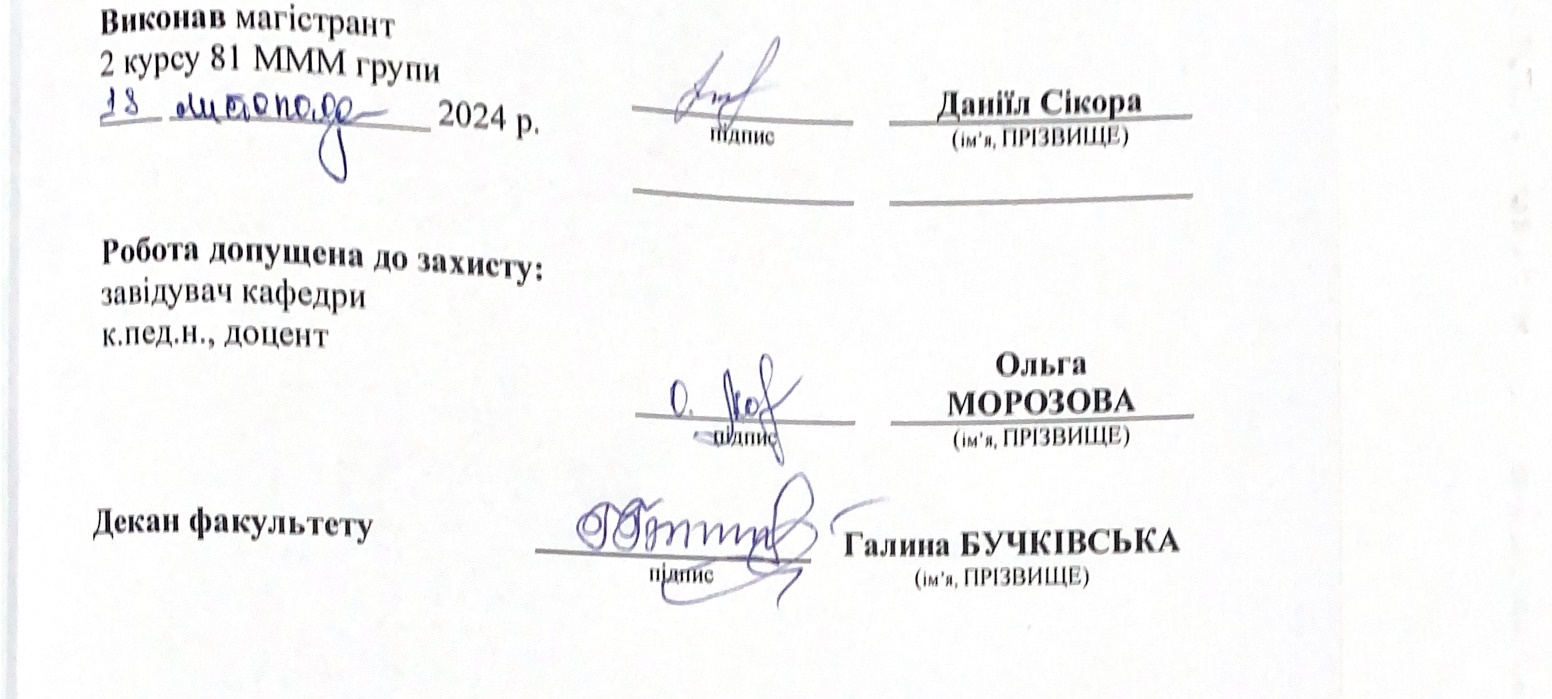 Виконав магістрант
2 курсу 81 МММ групи
18 листопада 2024 р.
Даніїл Сікора
підпис
(ім’я, ПРІЗВИЩЕ)
Робота допущена до захисту:
завідувач кафедри
к.пед.н., доцент
Ольга
МОРОЗОВА
О.
підпис
(ім’я, ПРІЗВИЩЕ)
Декан факультету
Галина БУЧКІВСЬКА
підпис
(ім’я, ПРІЗВИЩЕ)